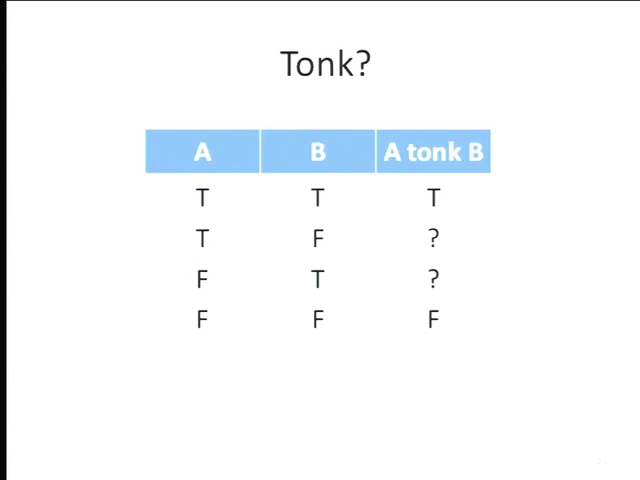 Tonk?
A B A tonk B
T T T
T F ?
F T ?
F F F